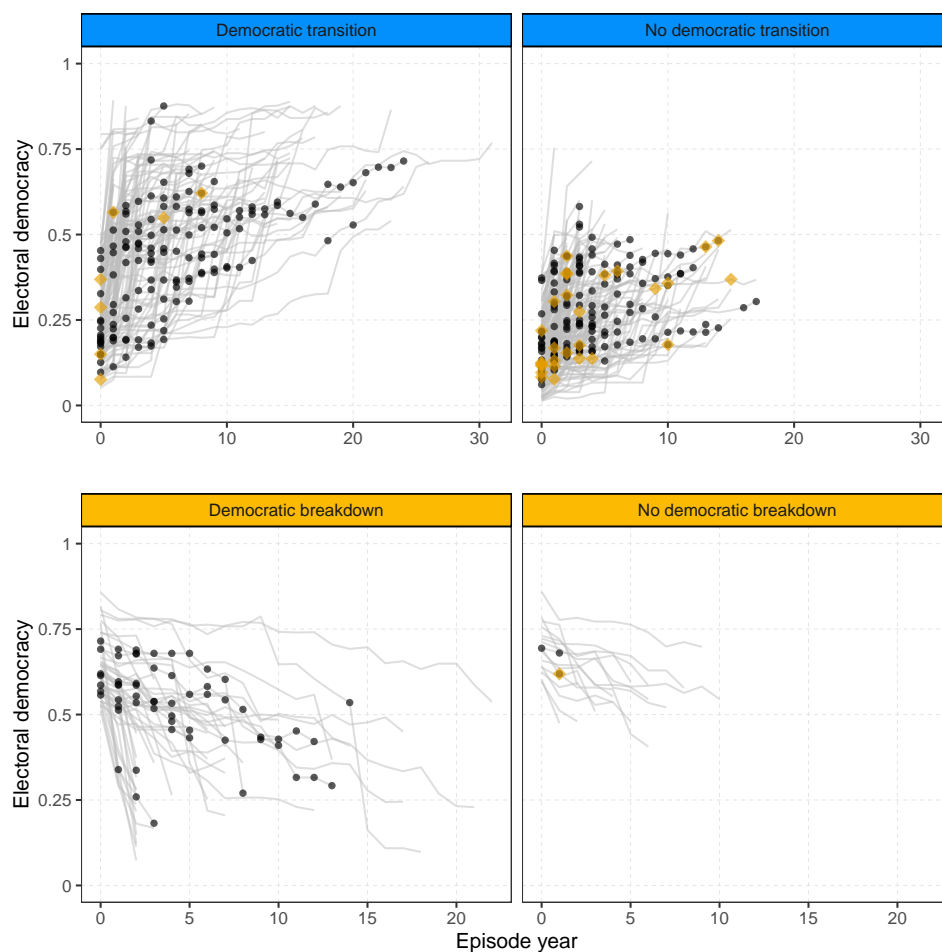 Democratic transition
No democratic transition
Electoral democracy
1
0.75
0.5
0.25
0
0 10 20 30
0 10 20 30
Democratic breakdown
No democratic breakdown
Electoral democracy
1
0.75
0.5
0.25
0
0 5 10 15 20
0 5 10 15 20
Episode year